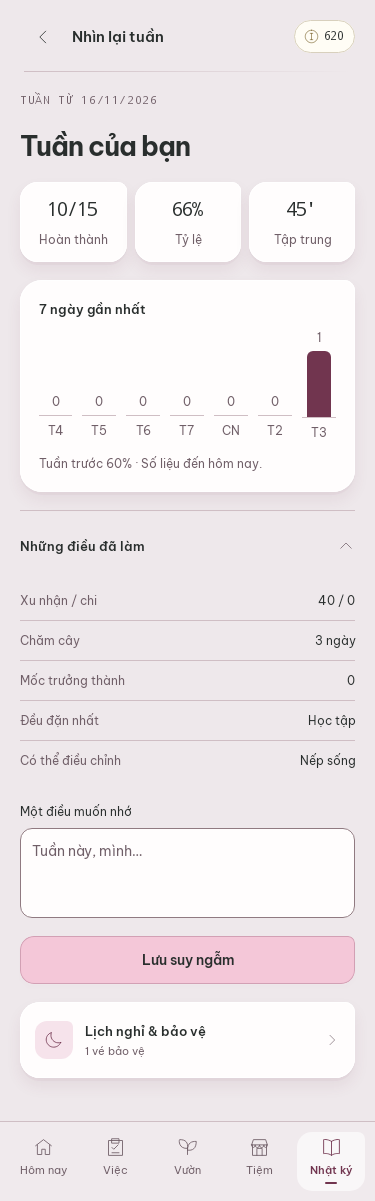 Nhìn lại tuần
620
TUẦN TỪ 16/11/2026
Tuần của bạn
10/15
Hoàn thành
66%
Tỷ lệ
45'
Tập trung
7 ngày gần nhất
0 0 0 0 0 0 1
T4 T5 T6 T7 CN T2 T3
Tuần trước 60% · Số liệu đến hôm nay.
Những điều đã làm
Xu nhận / chi 40 / 0
Chăm cây 3 ngày
Mốc trưởng thành 0
Đều đặn nhất Học tập
Có thể điều chỉnh Nếp sống
Một điều muốn nhớ
Tuần này, mình...
Lưu suy ngẫm
Lịch nghỉ & bảo vệ
1 vé bảo vệ
Hôm nay Việc Vườn Tiệm Nhật ký